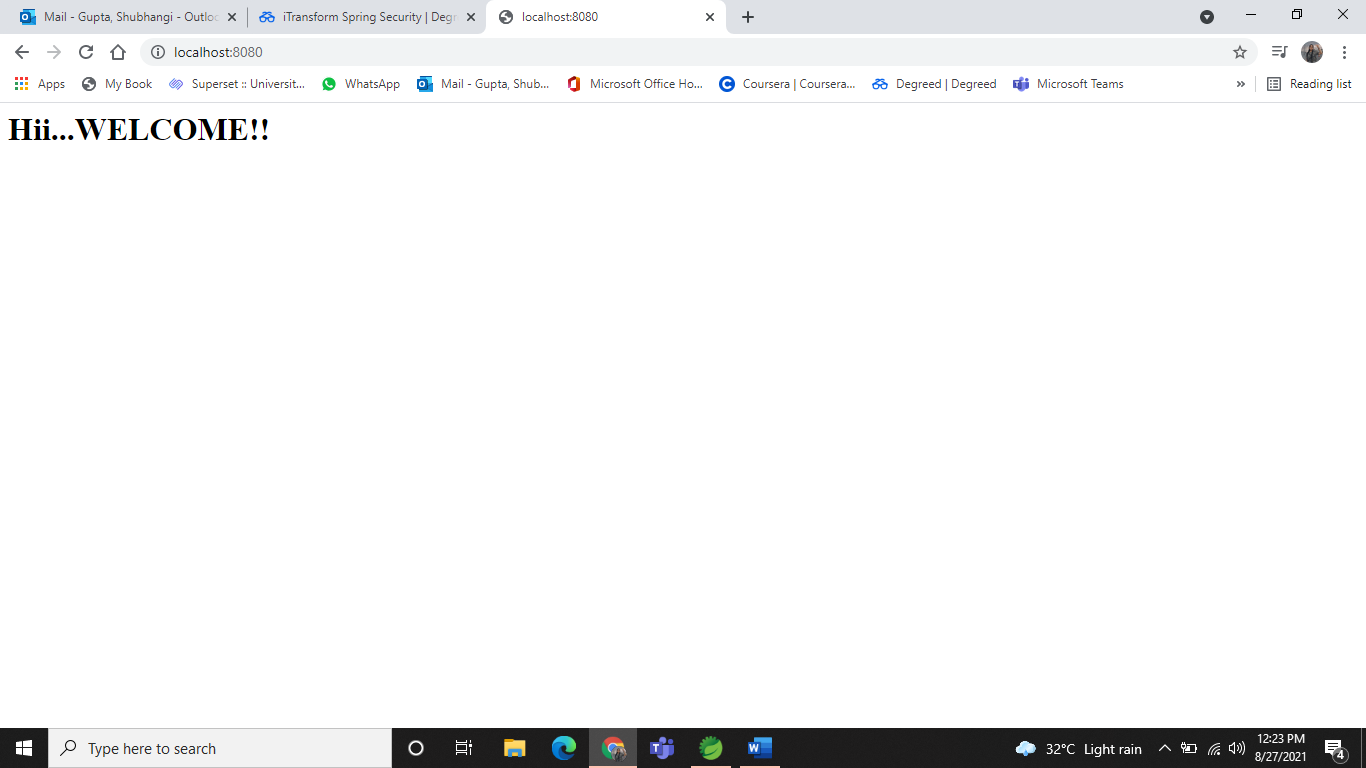 Mail - Gupta, Shubhangi - Outloo
iTransform Spring Security | Degr
localhost:8080
localhost:8080
Apps
My Book
Superset :: Universit...
WhatsApp
Mail - Gupta, Shub...
Microsoft Office Ho...
Coursera | Coursera...
Degreed | Degreed
Microsoft Teams
»
Reading list
Hii...WELCOME!!
Type here to search
32°C Light rain
12:23 PM
8/27/2021
4